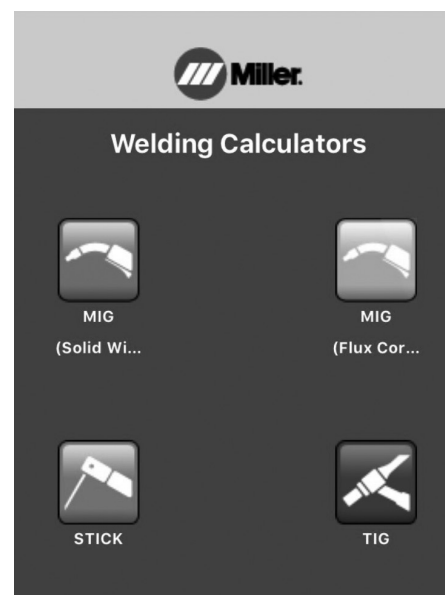 Miller.
Welding Calculators
MIG
(Solid Wi...
MIG
(Flux Cor...
STICK
TIG